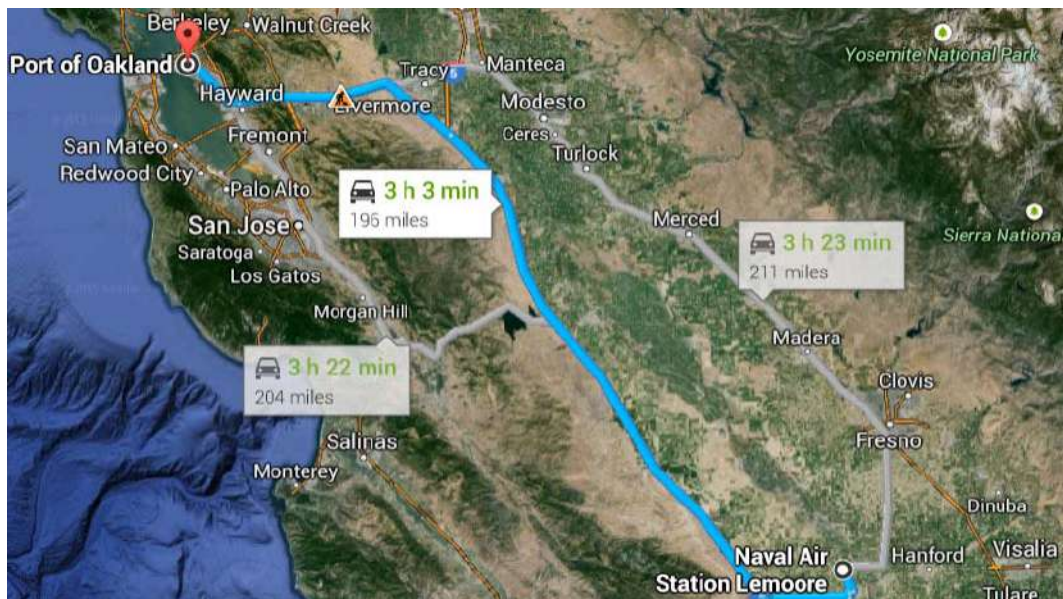 Berkeley
Walnut Creek
Yosemite National Park
Port of Oakland
Tracy
5
Manteca
Hayward
Livermore
Modesto
Fremont
Ceres
San Mateo
Turlock
Redwood City
Palo Alto
3 h 3 min
196 miles
San Jose
Merced
Sierra National
Saratoga
3 h 23 min
211 miles
Los Gatos
Morgan Hill
Madera
3 h 22 min
204 miles
Clovis
Salinas
Fresno
Monterey
Dinuba
Naval Air
Station Lemoore
Hanford
Visalia
Tulare